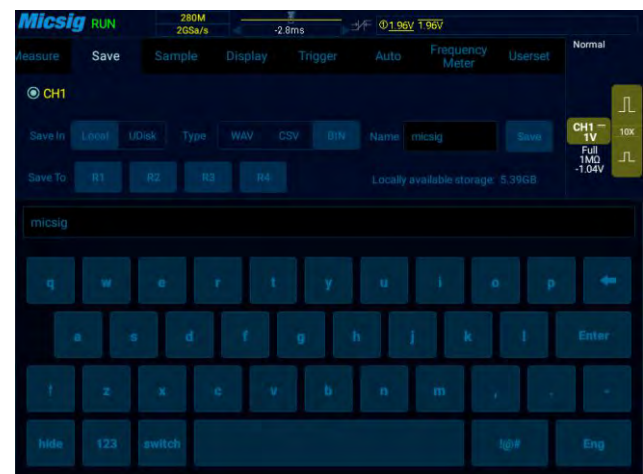 Micsig RUN 280M 2GSa/s -2.8ms 1 1.96V 1.96V
Measure Save Sample Display Trigger Auto Frequency Meter Userset Normal
CH1
Save In Local UDisk Type WAV CSV BIN Name micsig Save
CH1 1V 10X
Full
1MΩ
-1.04V
Save To R1 R2 R3 R4 Locally available storage: 5.39GB
micsig
q w e r t y u i o p
a s d f g h j k l Enter
z x c v b n m , . -
hide 123 switch !@# Eng